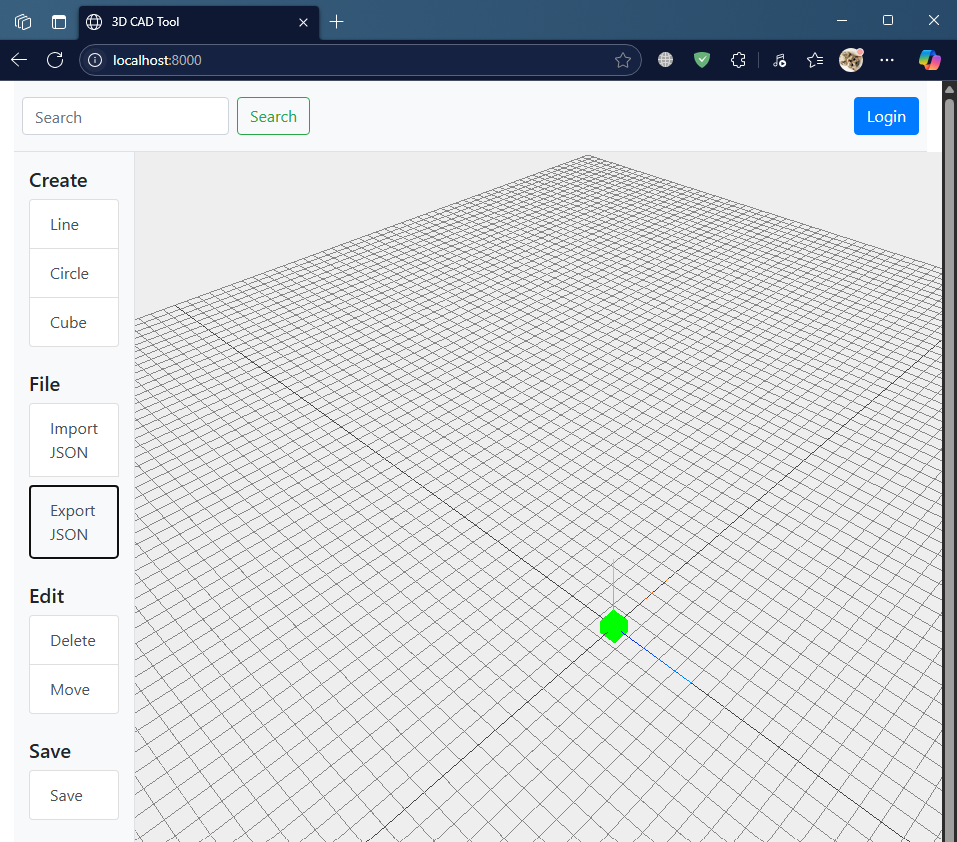 3D CAD Tool
localhost:8000
Search
Search
Login
Create
Line
Circle
Cube
File
Import
JSON
Export
JSON
Edit
Delete
Move
Save
Save